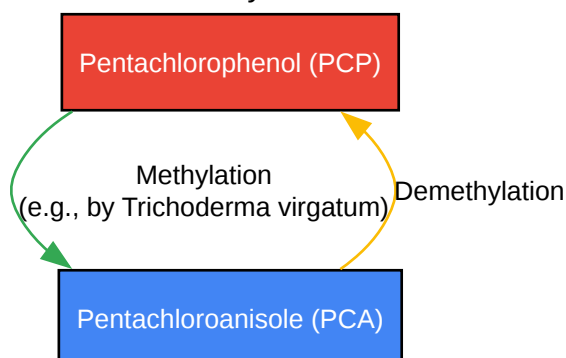 Pentachlorophenol (PCP)
Methylation
(e.g., by Trichoderma virgatum)
Demethylation
Pentachloroanisole (PCA)